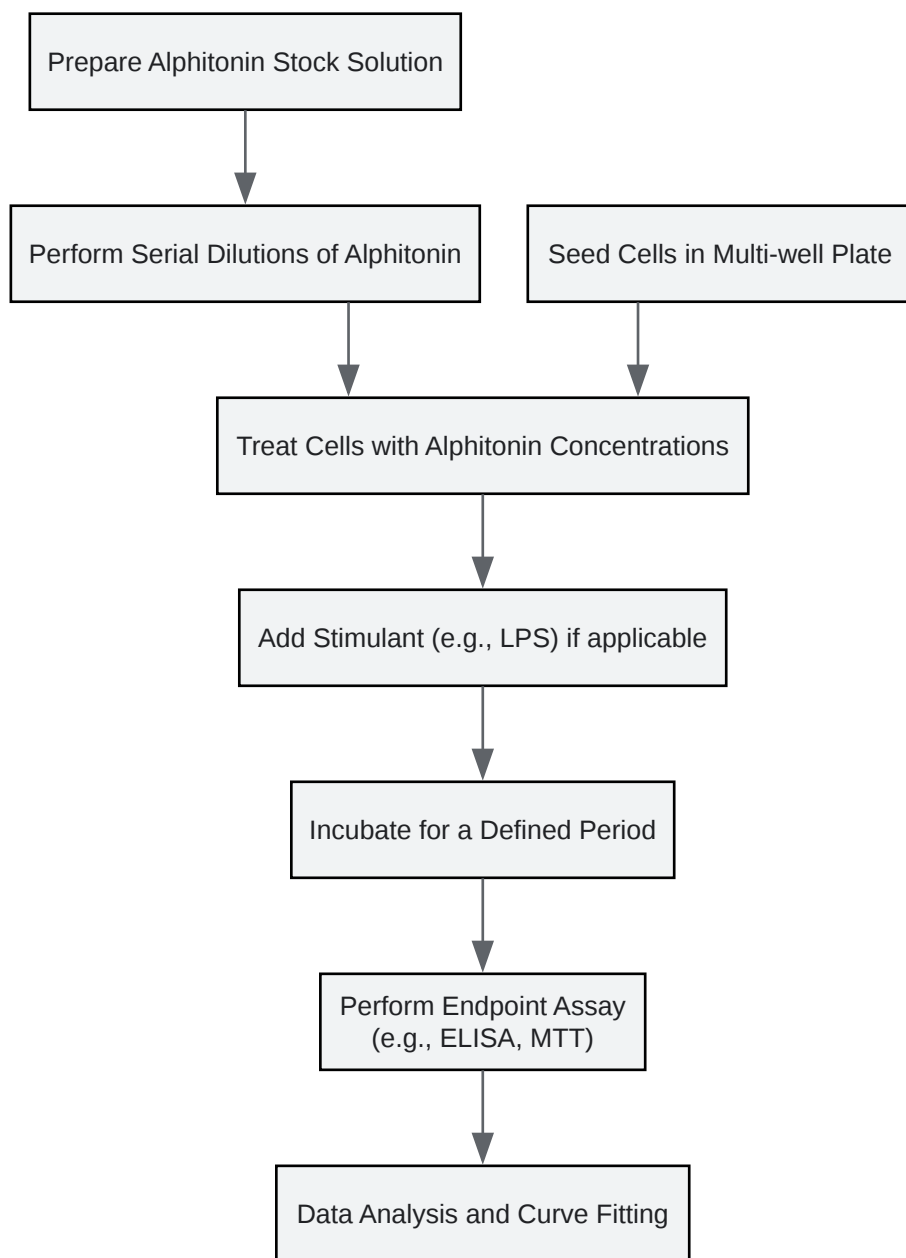 Prepare Alphitonin Stock Solution
Perform Serial Dilutions of Alphitonin
Seed Cells in Multi-well Plate
Treat Cells with Alphitonin Concentrations
Add Stimulant (e.g., LPS) if applicable
Incubate for a Defined Period
Perform Endpoint Assay
(e.g., ELISA, MTT)
Data Analysis and Curve Fitting